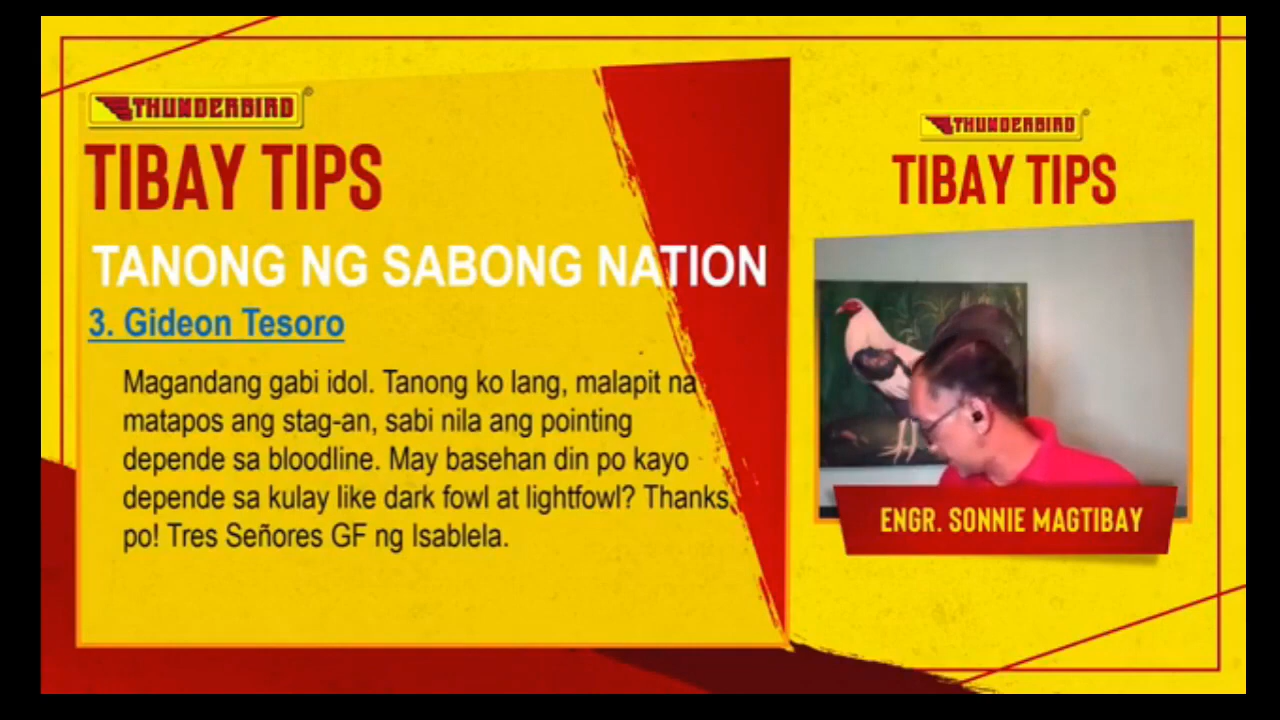 THUNDERBIRD
TIBAY TIPS
TANONG NG SABONG NATION
3. Gideon Tesoro
Magandang gabi idol. Tanong ko lang, malapit na
matapos ang stag-an, sabi nila ang pointing
depende sa bloodline. May basehan din po kayo
depende sa kulay like dark fowl at lightfowl? Thanks
po! Tres Señores GF ng Isablela.
THUNDERBIRD
TIBAY TIPS
ENGR. SONNIE MAGTIBAY